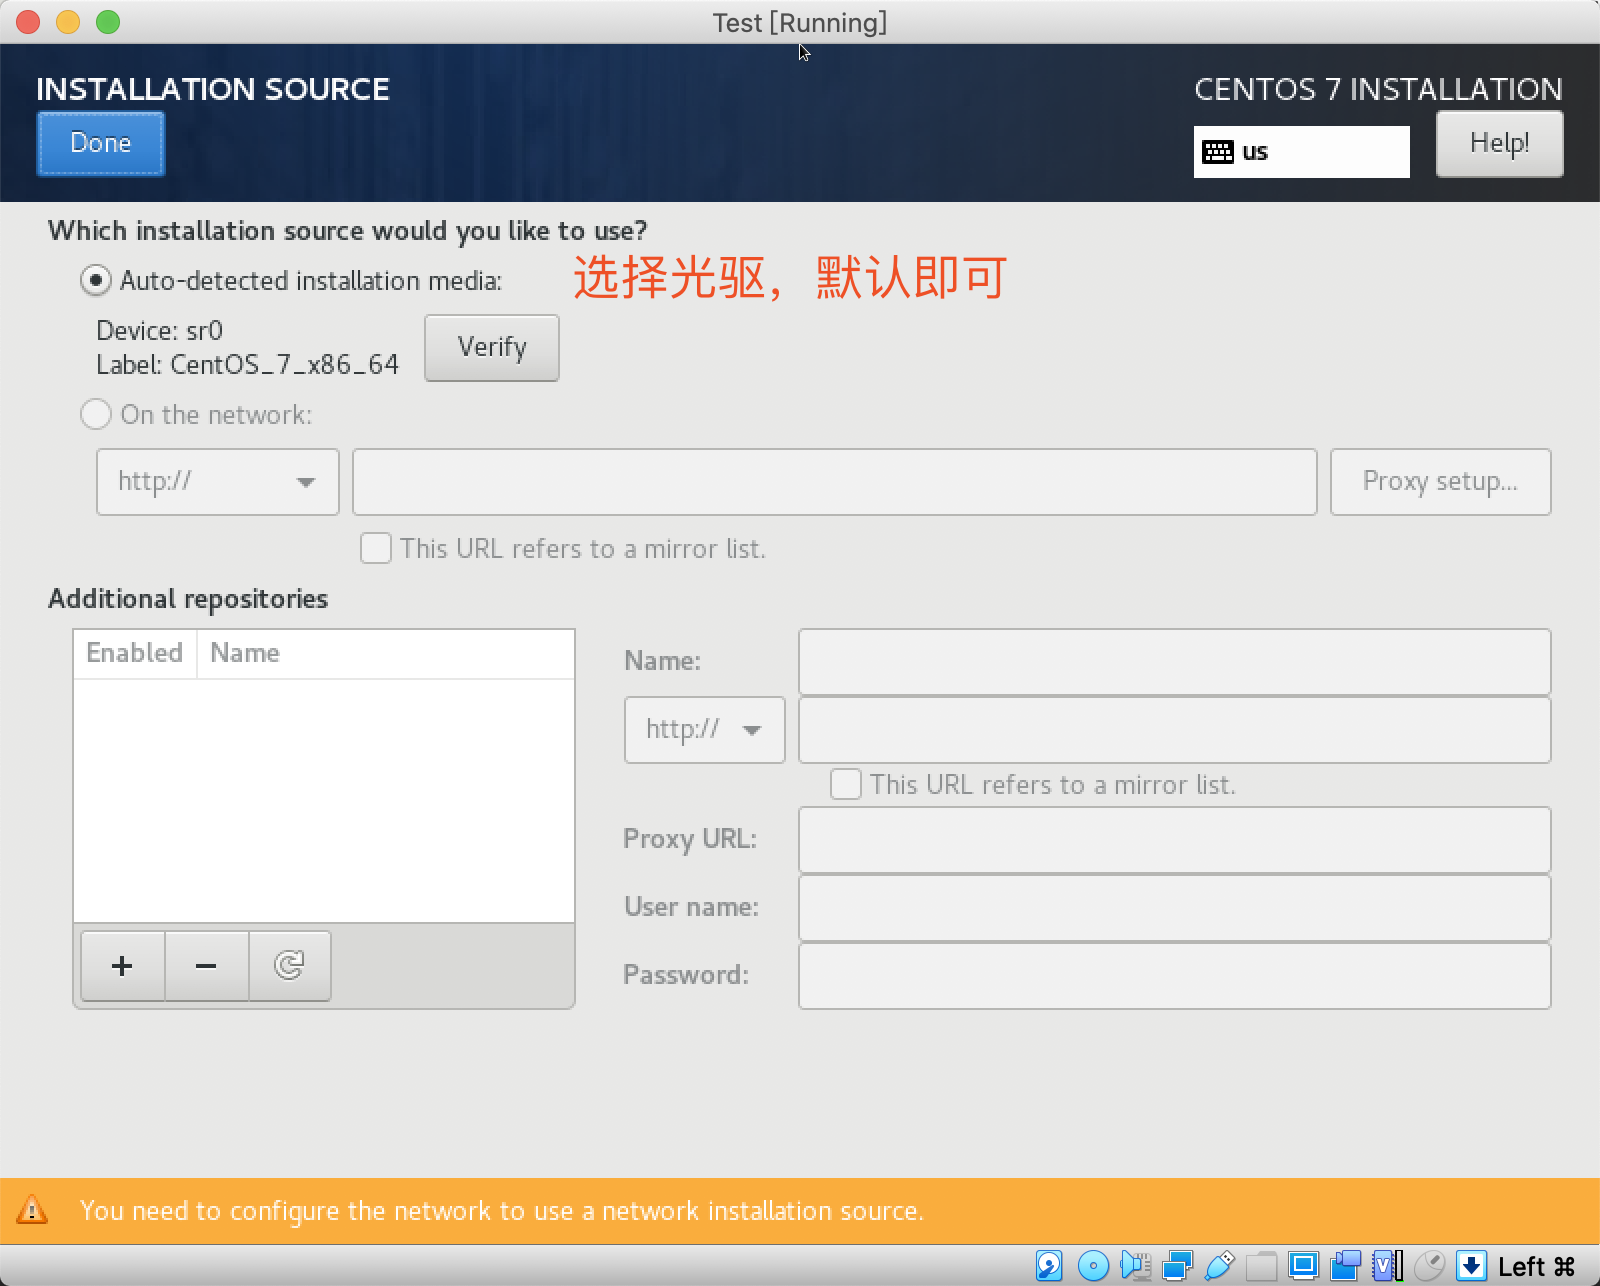 Test [Running]
INSTALLATION SOURCE
CENTOS 7 INSTALLATION
Done
us
Help!
Which installation source would you like to use?
Auto-detected installation media:
选择光驱，默认即可
Device: sr0
Label: CentOS_7_x86_64
Verify
On the network:
http://
Proxy setup...
This URL refers to a mirror list.
Additional repositories
Enabled
Name
Name:
http://
This URL refers to a mirror list.
Proxy URL:
User name:
Password:
You need to configure the network to use a network installation source.
Left ⌘